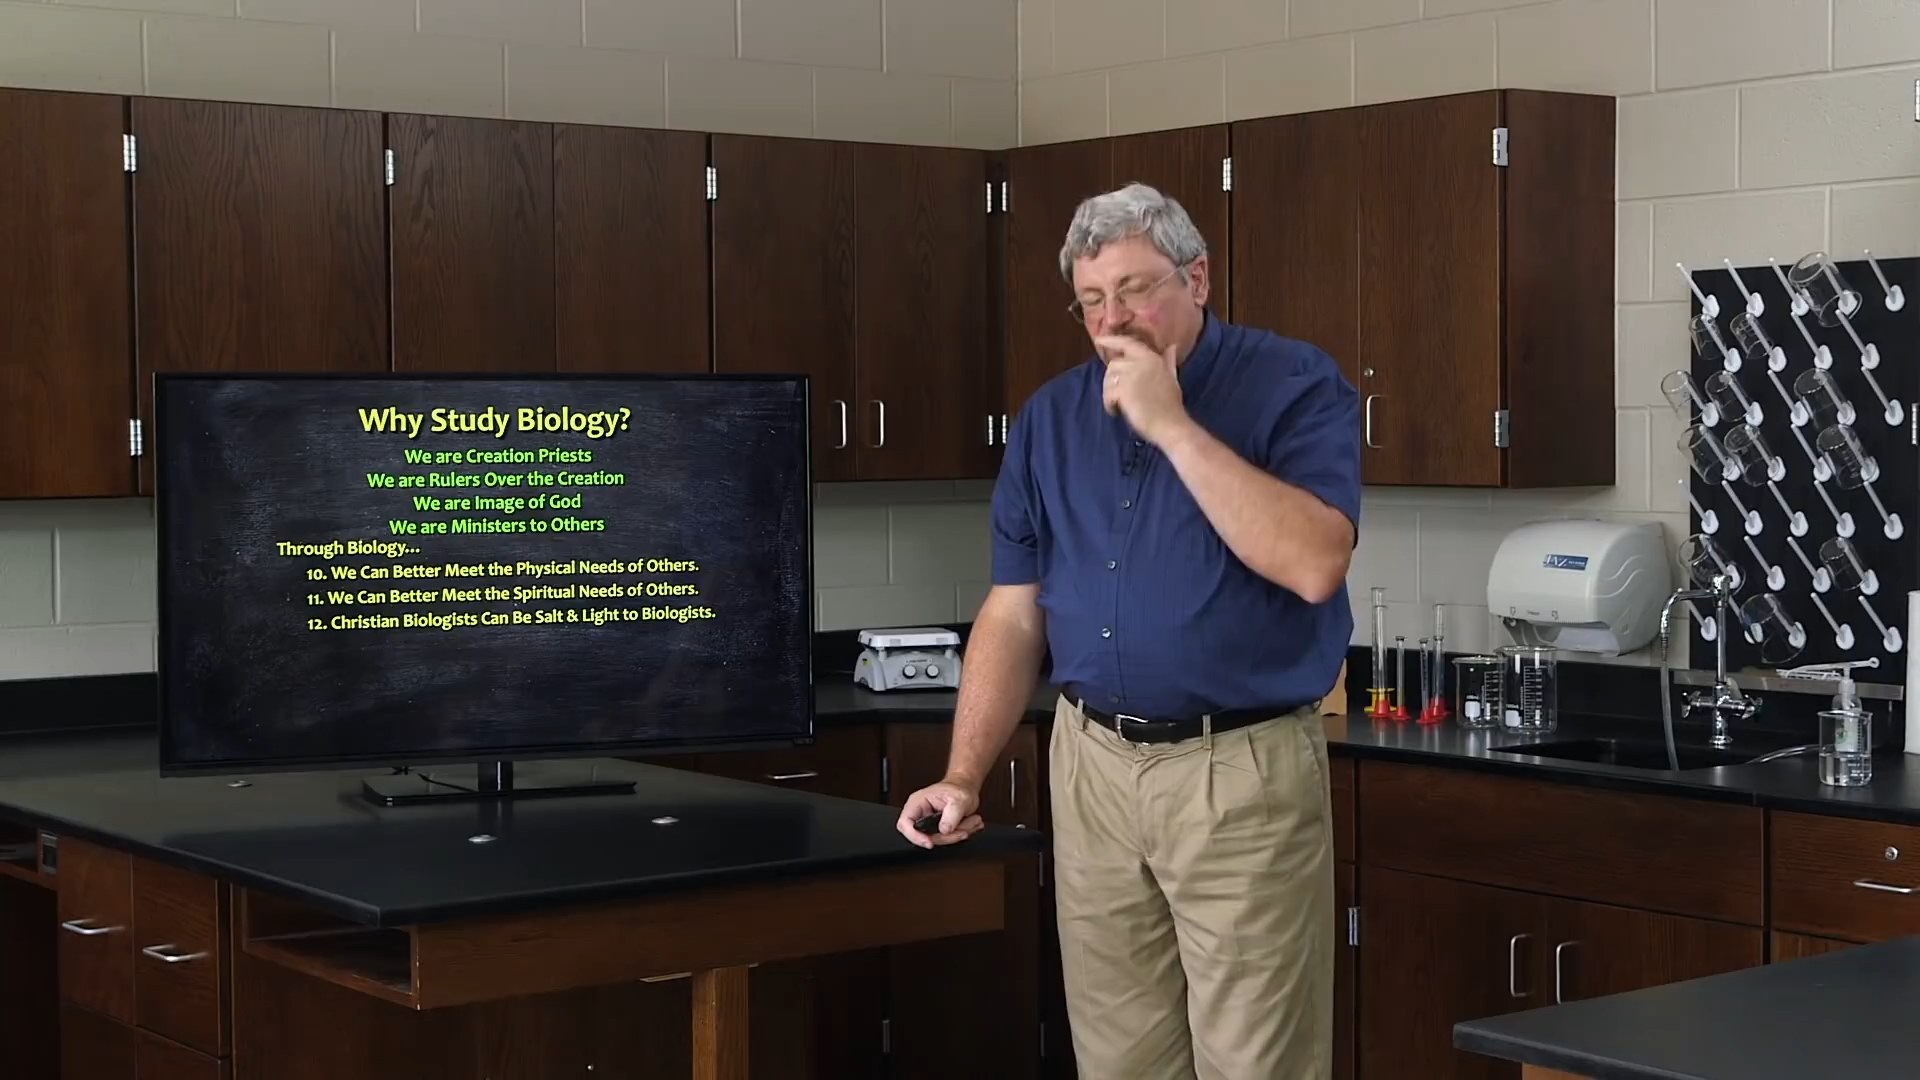 Why Study Biology?
We are Creation Priests
We are Rulers Over the Creation
We are Image of God
We are Ministers to Others
Through Biology...
10. We Can Better Meet the Physical Needs of Others.
11. We Can Better Meet the Spiritual Needs of Others.
12. Christian Biologists Can Be Salt & Light to Biologists.